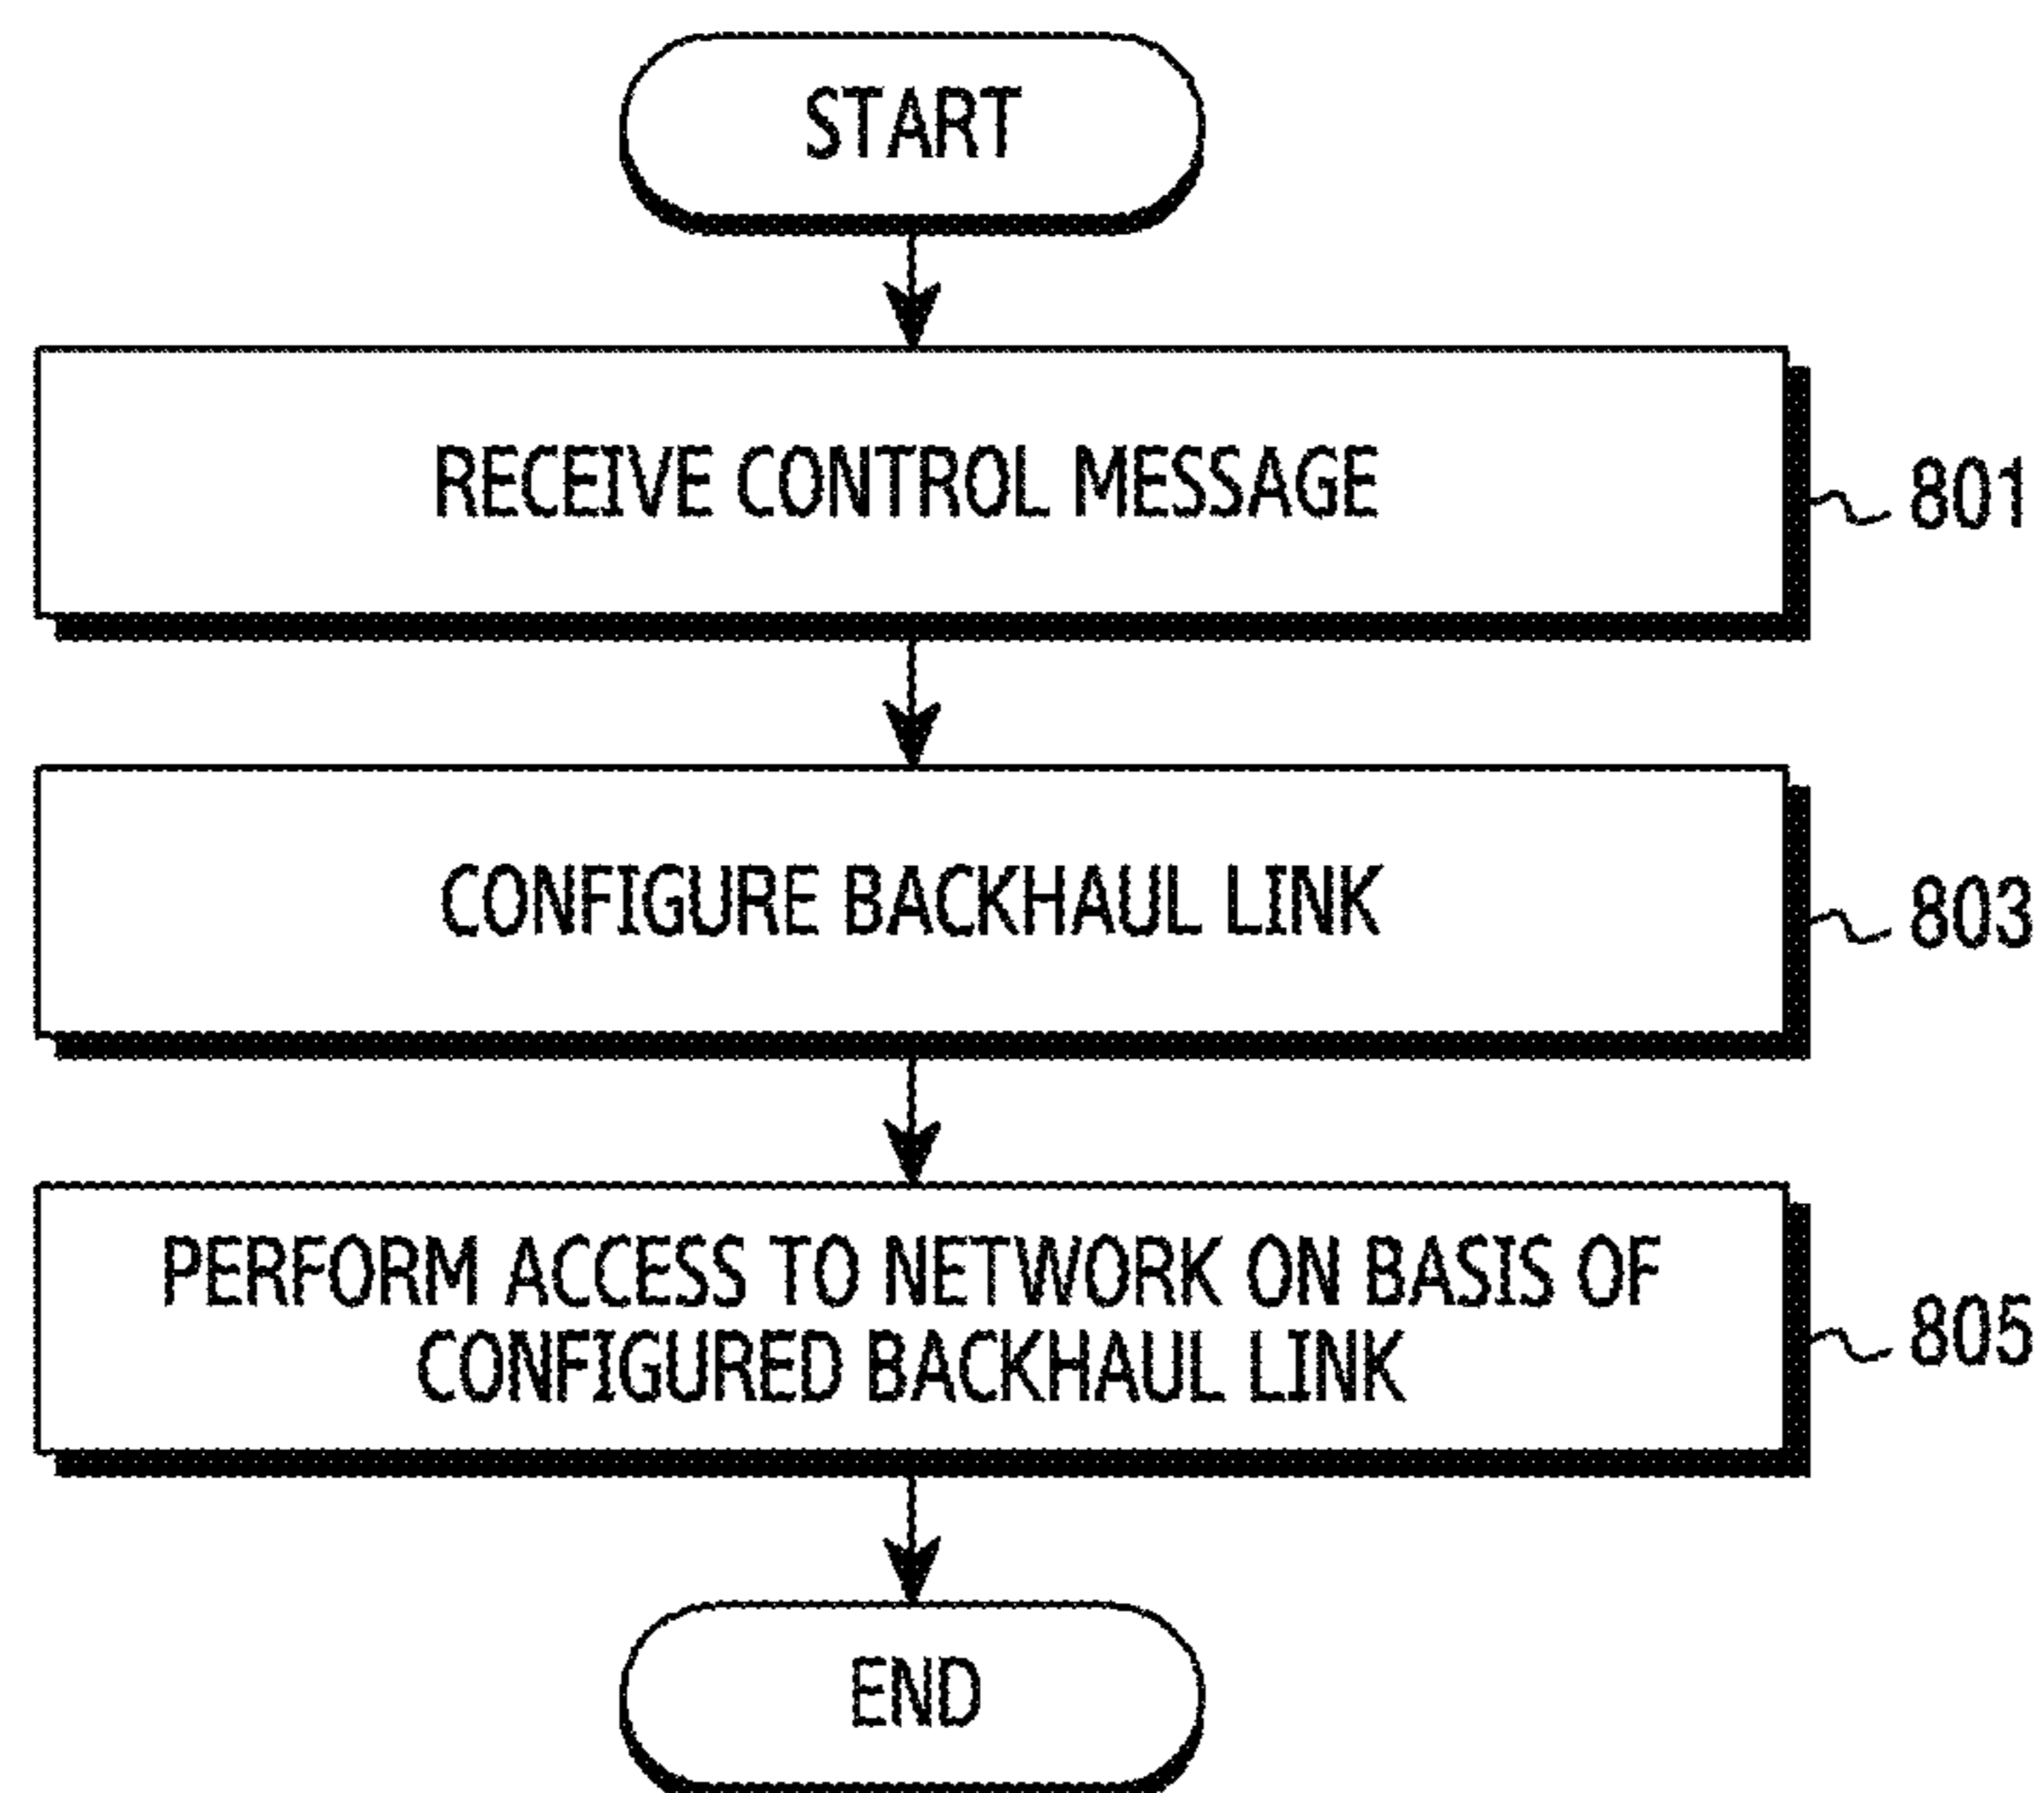 START
RECEIVE CONTROL MESSAGE
801
CONFIGURE BACKHAUL LINK
803
PERFORM ACCESS TO NETWORK ON BASIS OF
CONFIGURED BACKHAUL LINK
805
END